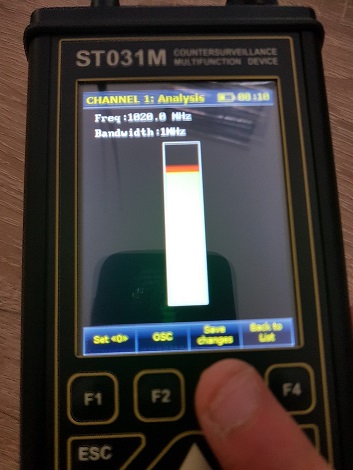 ST031M COUNTERSURVEILLANCE
MULTIFUNCTION DEVICE
CHANNEL 1: Analysis 00:10
Freq:1020.0 MHz
Bandwidth:1MHz
Set <0> OSC Save changes Back to List
F1 F2 F4
ESC